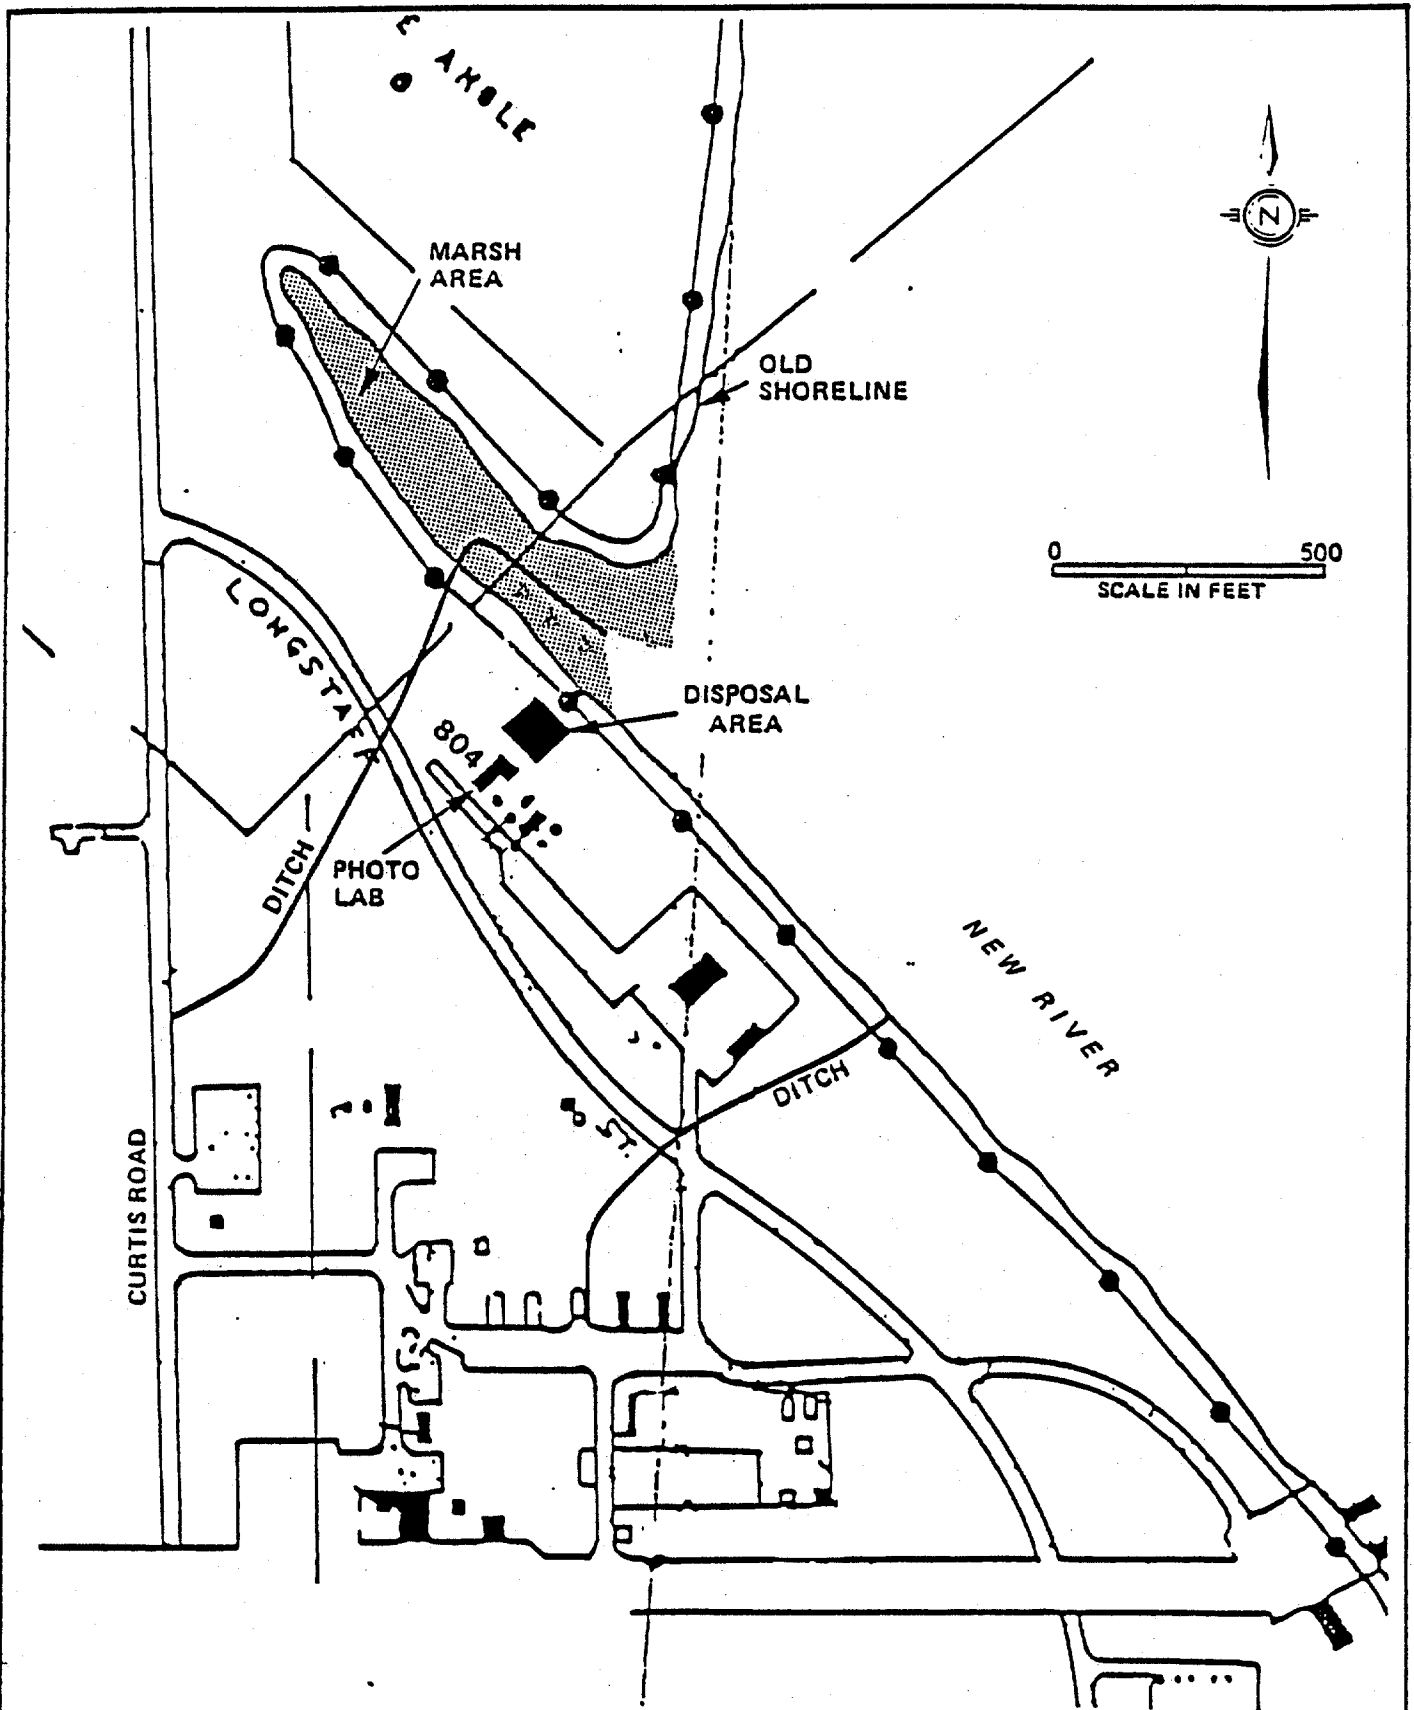 MARSH
AREA
N
OLD
SHORELINE
0 500
SCALE IN FEET
LONGSTAFF
DISPOSAL
AREA
804
PHOTO
LAB
DITCH
NEW RIVER
DITCH
ST.
CURTIS ROAD